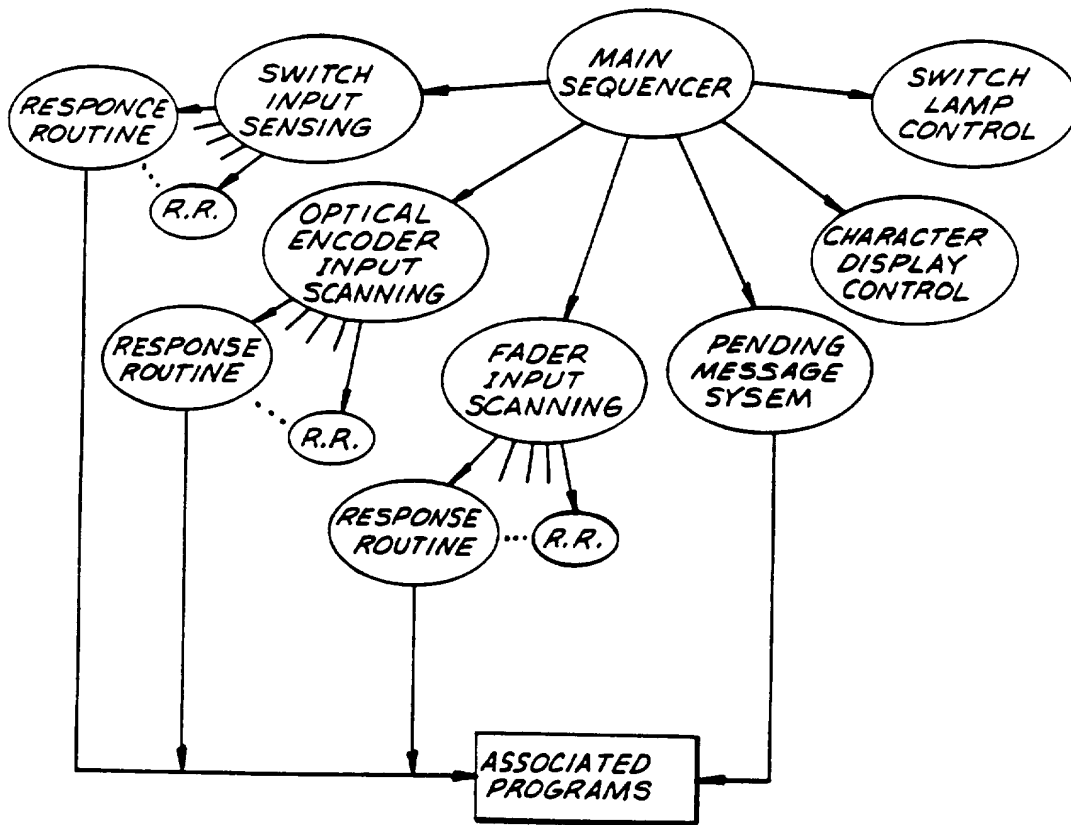 MAIN
SEQUENCER
SWITCH
INPUT
SENSING
SWITCH
LAMP
CONTROL
RESPONCE
ROUTINE
R.R.
OPTICAL
ENCODER
INPUT
SCANNING
CHARACTER
DISPLAY
CONTROL
RESPONSE
ROUTINE
R.R.
FADER
INPUT
SCANNING
PENDING
MESSAGE
SYSEM
RESPONSE
ROUTINE
R.R.
ASSOCIATED
PROGRAMS